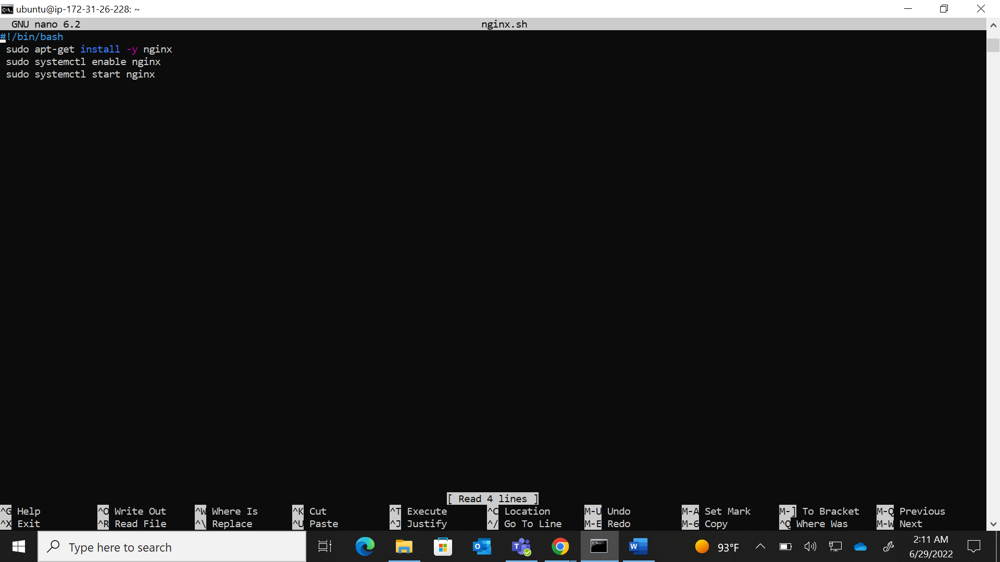 ubuntu@ip-172-31-26-228: ~
GNU nano 6.2 nginx.sh
#!/bin/bash
sudo apt-get install -y nginx
sudo systemctl enable nginx
sudo systemctl start nginx
[ Read 4 lines ]
^G Help ^O Write Out ^W Where Is ^K Cut ^T Execute ^C Location M-U Undo M-A Set Mark M-] To Bracket M-Q Previous
^X Exit ^R Read File ^\ Replace ^U Paste ^J Justify ^/ Go To Line M-E Redo M-6 Copy ^Q Where Was M-W Next
Type here to search
93°F
2:11 AM
6/29/2022